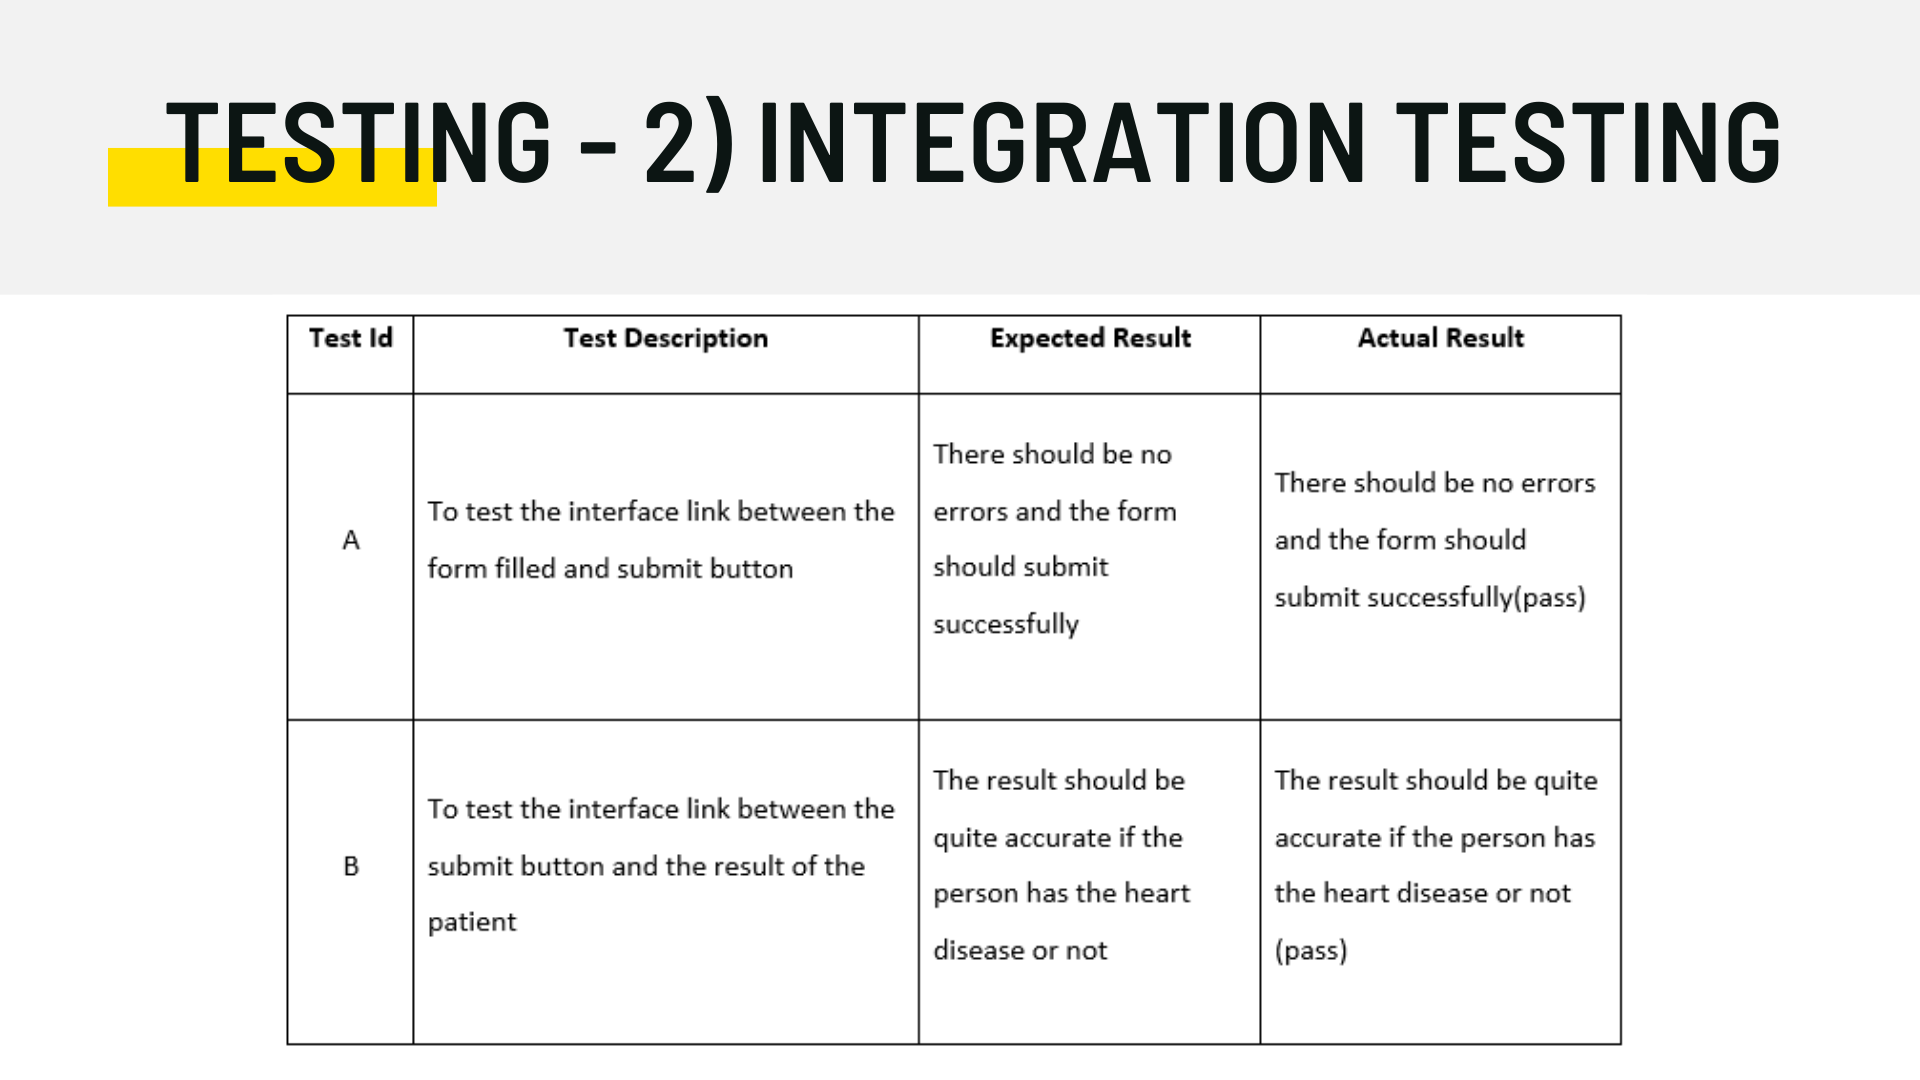 TESTING - 2) INTEGRATION TESTING
Test Id
Test Description
Expected Result
Actual Result
A
To test the interface link between the
form filled and submit button
There should be no
errors and the form
should submit
successfully
There should be no errors
and the form should
submit successfully(pass)
B
To test the interface link between the
submit button and the result of the
patient
The result should be
quite accurate if the
person has the heart
disease or not
The result should be quite
accurate if the person has
the heart disease or not
(pass)